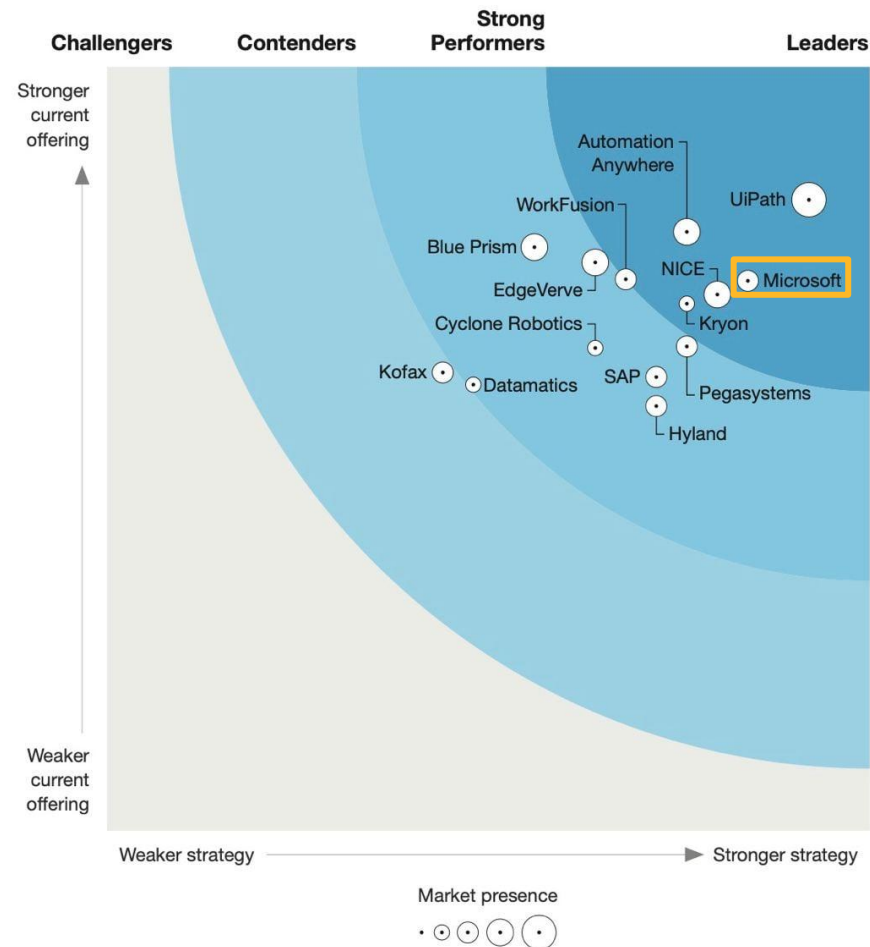 Challengers
Contenders
Strong
Performers
Leaders
Stronger
current
offering
Automation
Anywhere
UiPath
WorkFusion
Blue Prism
NICE
Microsoft
EdgeVerve
Kryon
Cyclone Robotics
Kofax
Datamatics
SAP
Pegasystems
Hyland
Weaker
current
offering
Weaker strategy
Stronger strategy
Market presence